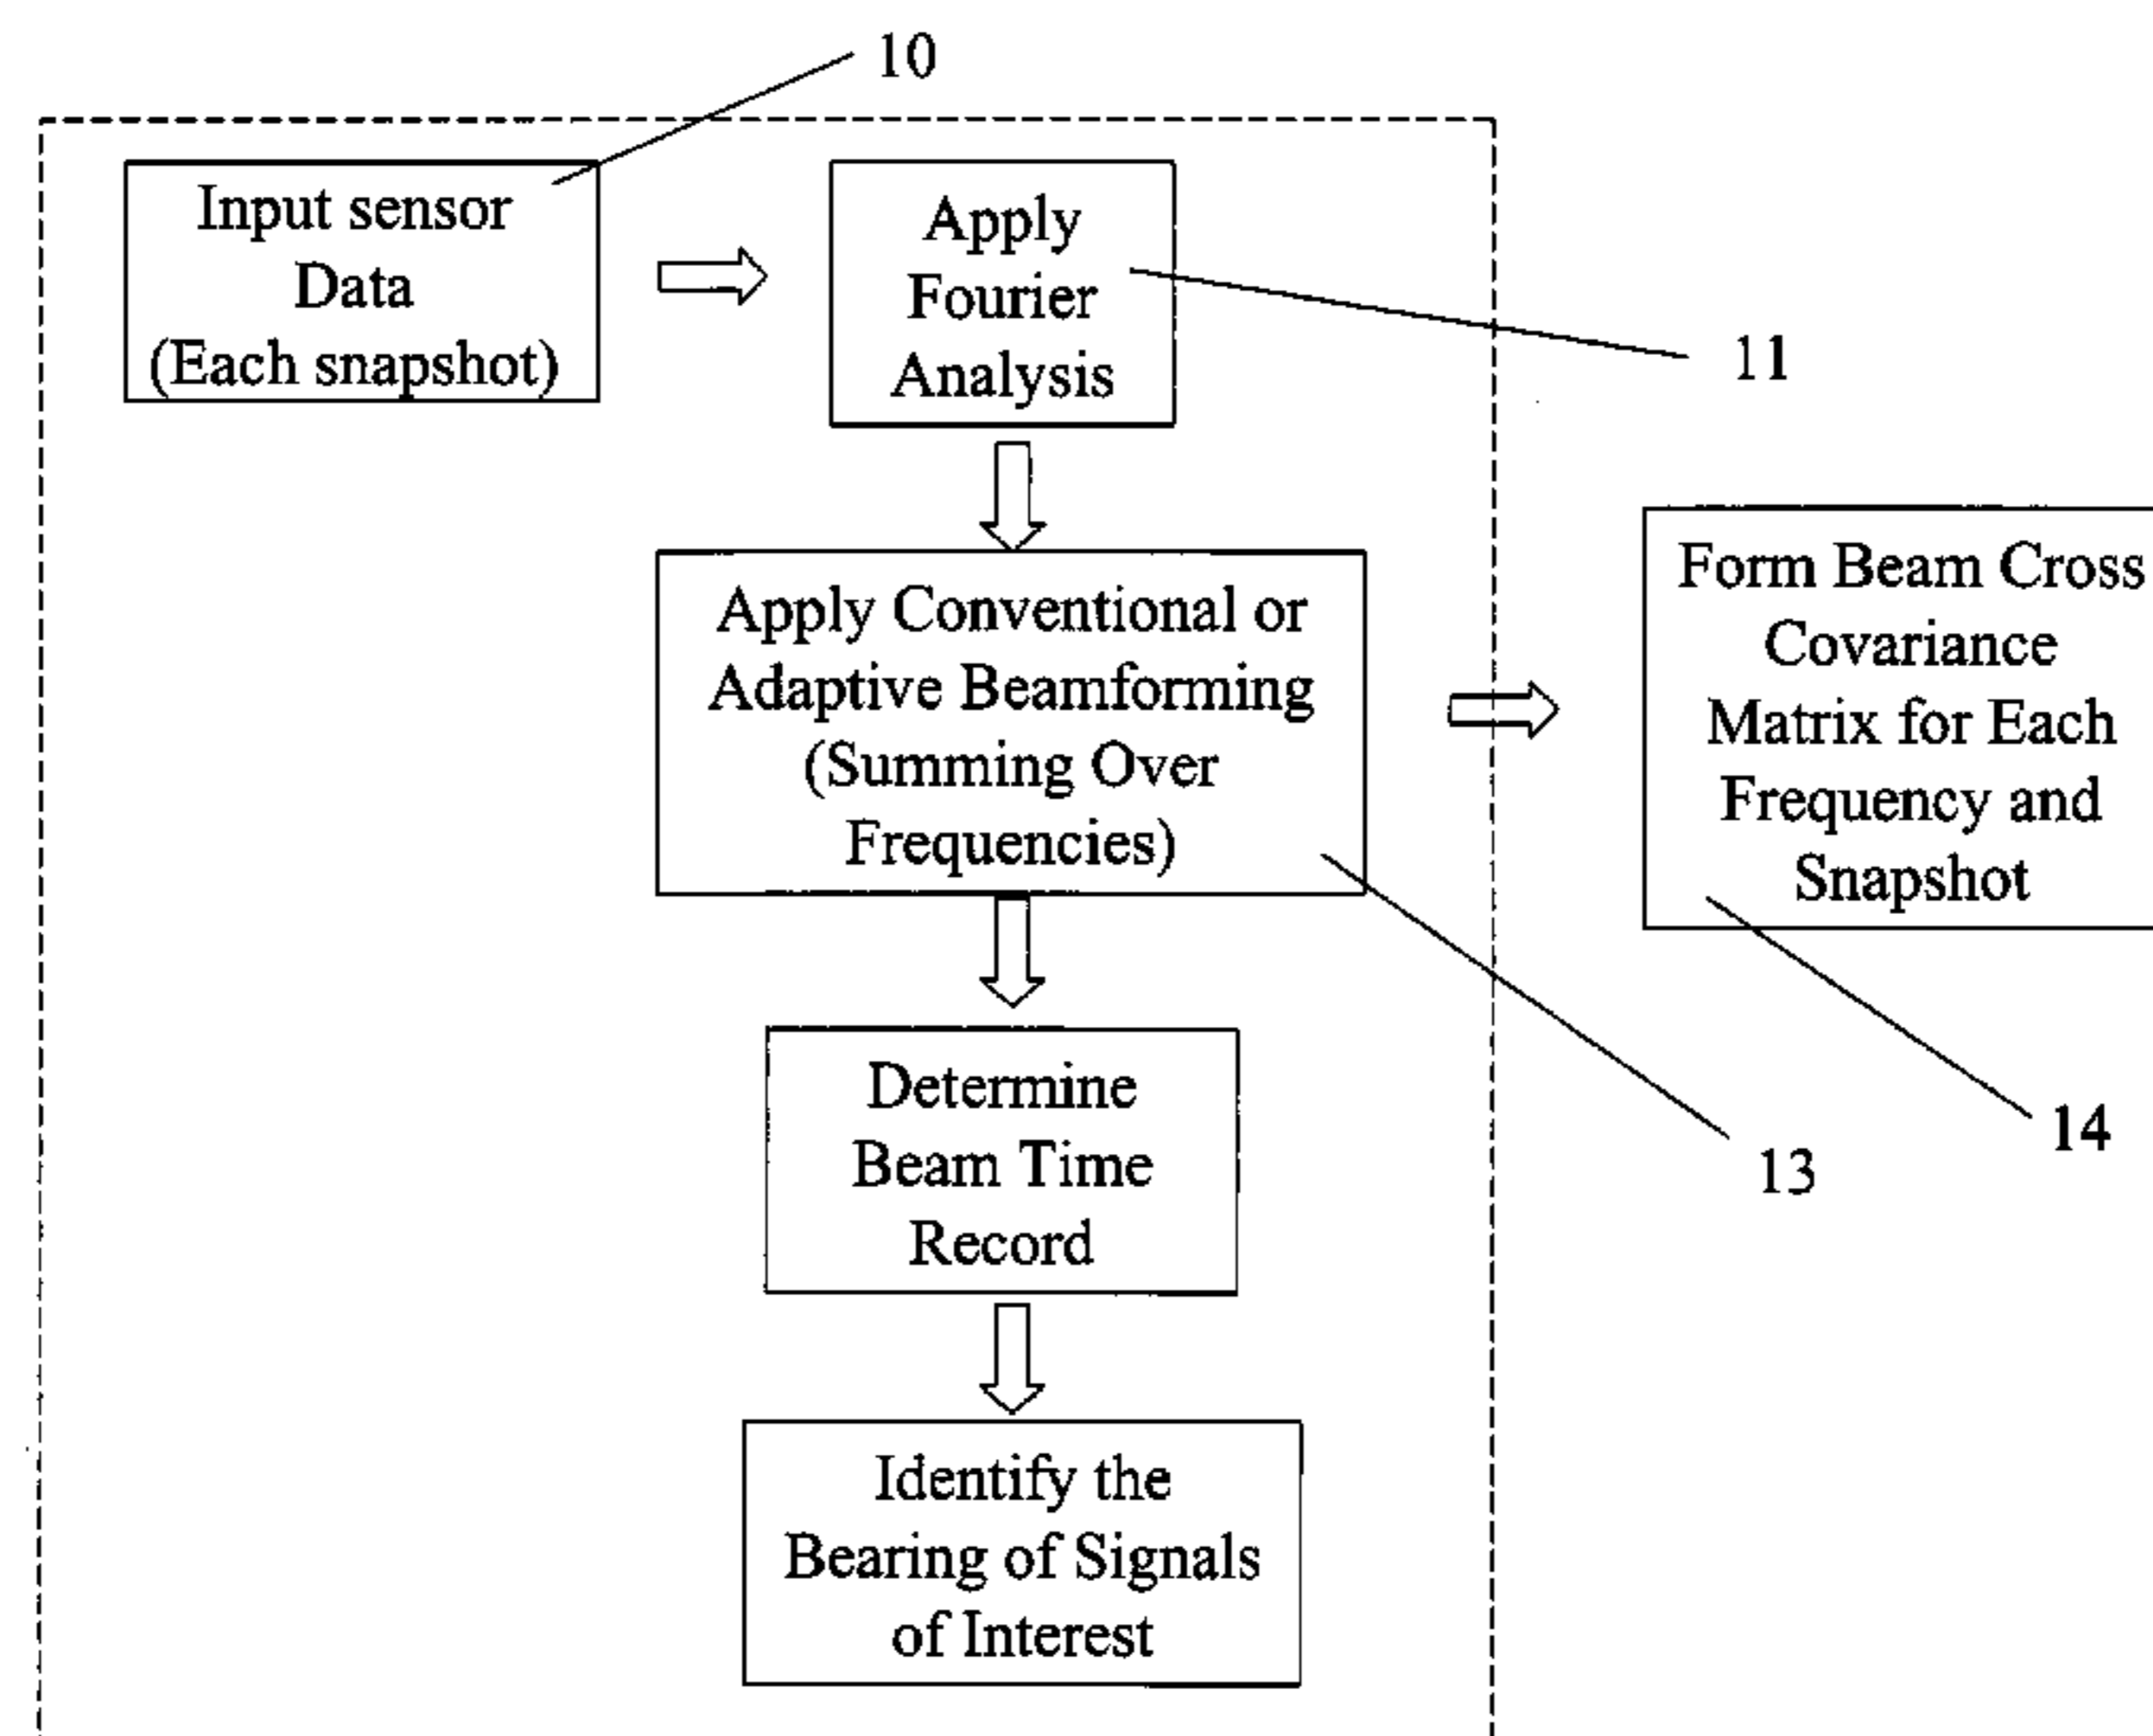 10
Input sensor
Data
(Each snapshot)
Apply
Fourier
Analysis
11
Apply Conventional or
Adaptive Beamforming
(Summing Over
Frequencies)
Form Beam Cross
Covariance
Matrix for Each
Frequency and
Snapshot
Determine
Beam Time
Record
14
13
Identify the
Bearing of Signals
of Interest